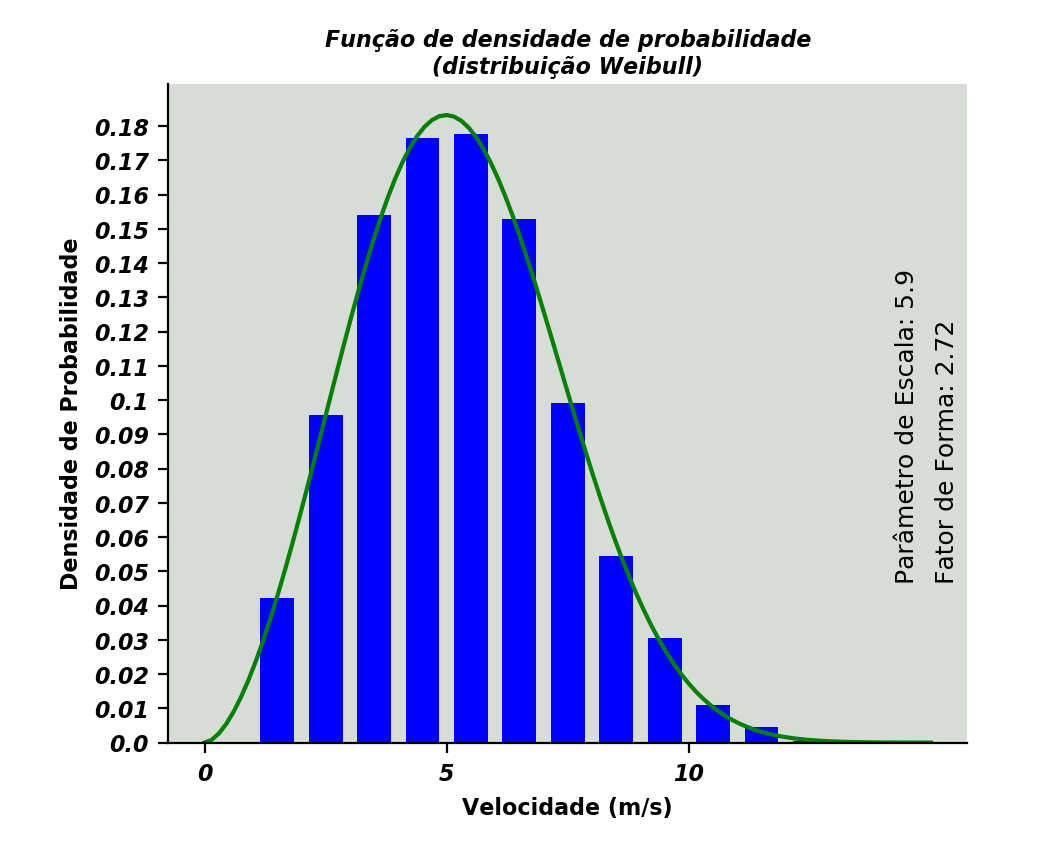 Função de densidade de probabilidade
(distribuição Weibull)
0.18
0.17
0.16
0.15
0.14
0.13
0.12
0.11
0.1
0.09
0.08
0.07
0.06
0.05
0.04
0.03
0.02
0.01
0.0
Densidade de Probabilidade
Parâmetro de Escala: 5.9
Fator de Forma: 2.72
0 5 10
Velocidade (m/s)